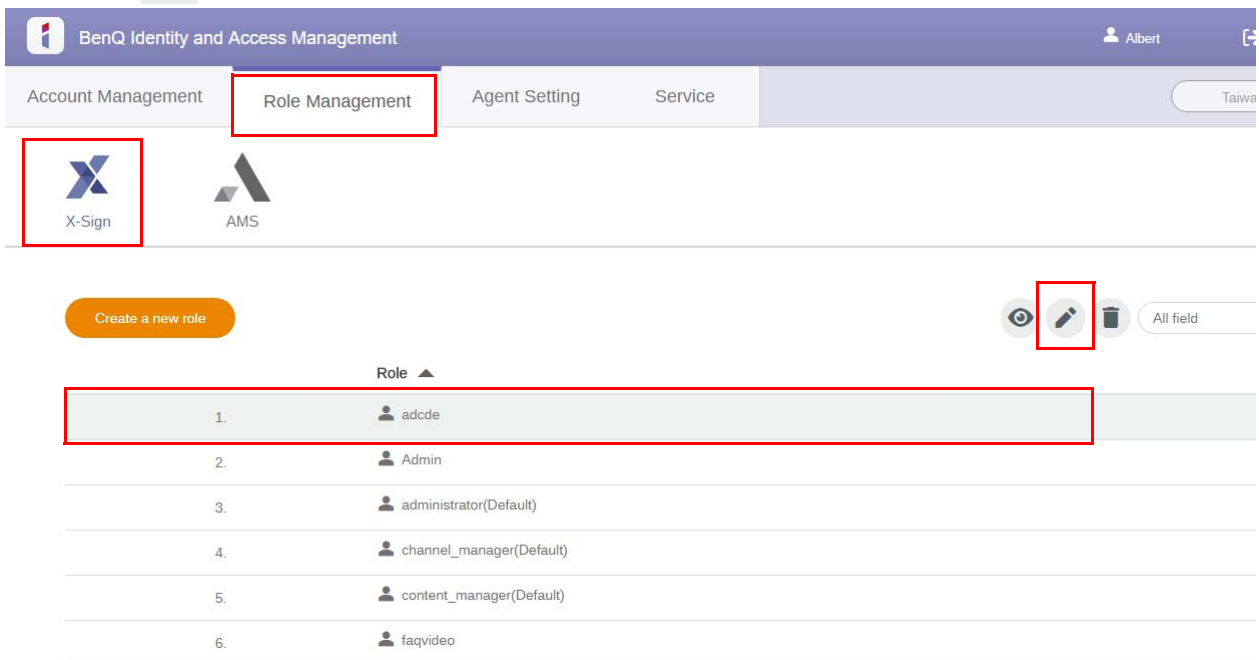 BenQ Identity and Access Management
Albert
Account Management
Role Management
Agent Setting
Service
X-Sign
AMS
Create a new role
All field
Role
1. adcde
2. Admin
3. administrator(Default)
4. channel_manager(Default)
5. content_manager(Default)
6. faqvideo